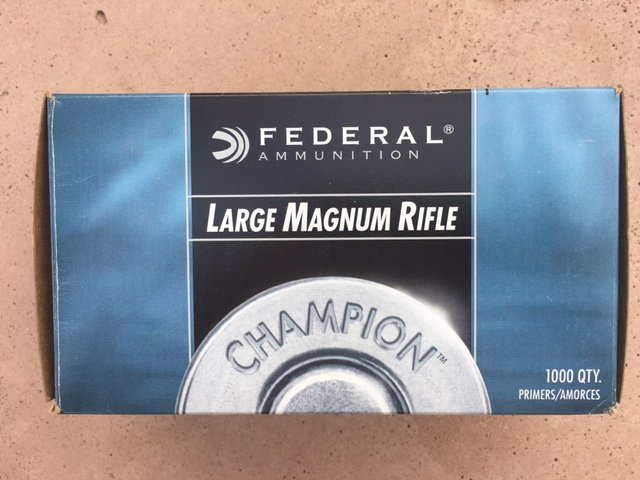 FEDERAL®
AMMUNITION
LARGE MAGNUM RIFLE
CHAMPION™
1000 QTY.
PRIMERS/AMORCES